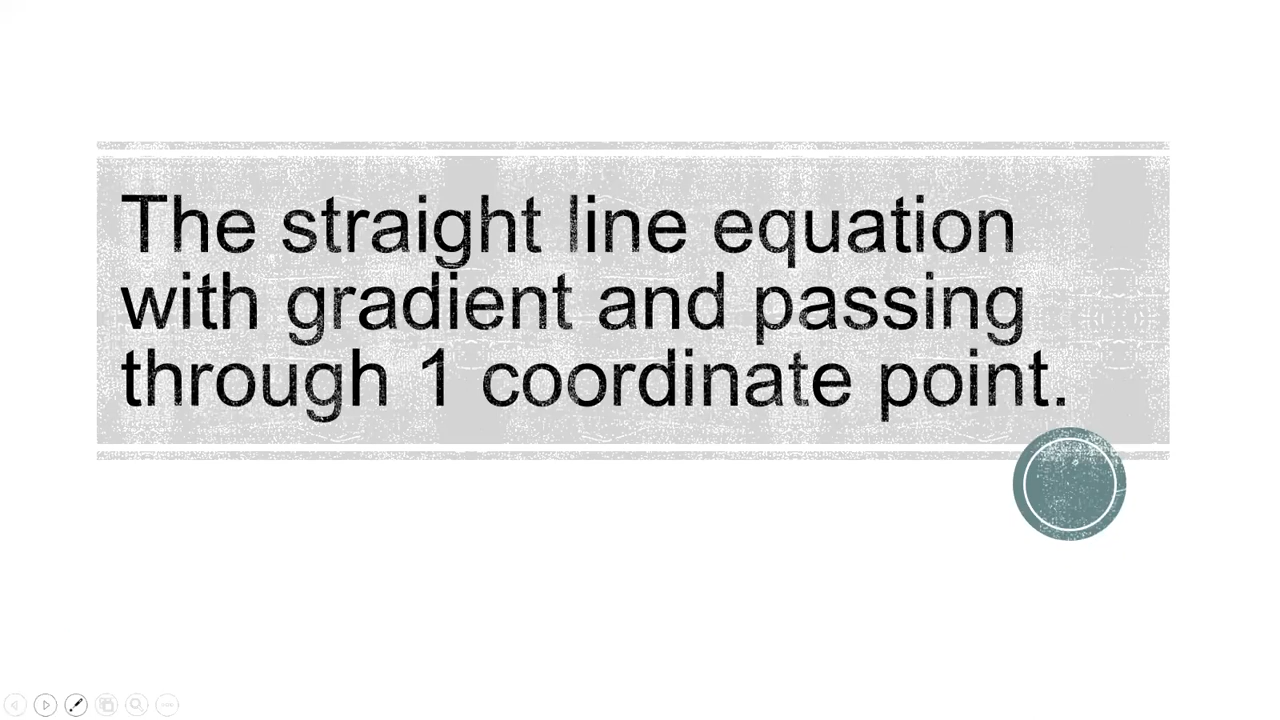 The straight line equation
with gradient and passing
through 1 coordinate point.